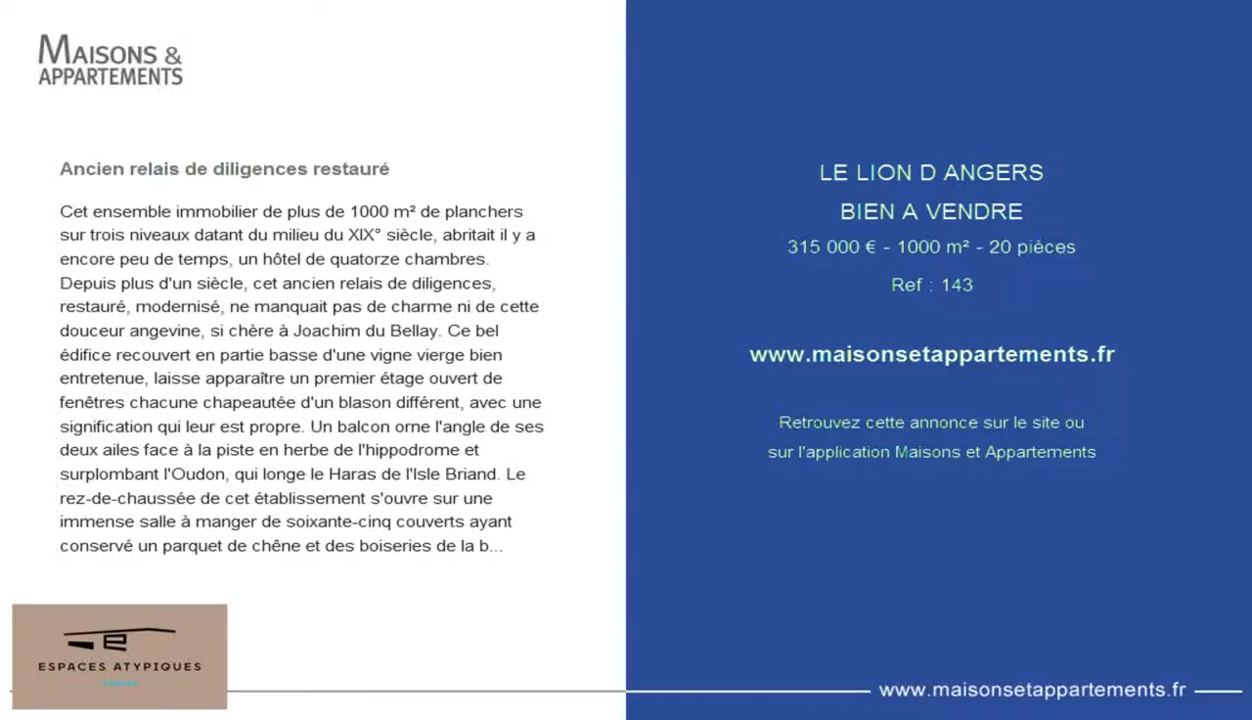 MAISONS &
APPARTEMENTS
Ancien relais de diligences restauré
Cet ensemble immobilier de plus de 1000 m² de planchers
sur trois niveaux datant du milieu du XIX° siècle, abritait il y a
encore peu de temps, un hôtel de quatorze chambres.
Depuis plus d'un siècle, cet ancien relais de diligences,
restauré, modernisé, ne manquait pas de charme ni de cette
douceur angevine, si chère à Joachim du Bellay. Ce bel
édifice recouvert en partie basse d'une vigne vierge bien
entretenue, laisse apparaître un premier étage ouvert de
fenêtres chacune chapeautée d'un blason différent, avec une
signification qui leur est propre. Un balcon orne l'angle de ses
deux ailes face à la piste en herbe de l'hippodrome et
surplombant l'Oudon, qui longe le Haras de l'Isle Briand. Le
rez-de-chaussée de cet établissement s'ouvre sur une
immense salle à manger de soixante-cinq couverts ayant
conservé un parquet de chêne et des boiseries de la b...
ESPACES ATYPIQUES
LE LION D ANGERS
BIEN A VENDRE
315 000 € - 1000 m² - 20 pièces
Ref : 143
www.maisonsetappartements.fr
Retrouvez cette annonce sur le site ou
sur l'application Maisons et Appartements
www.maisonsetappartements.fr